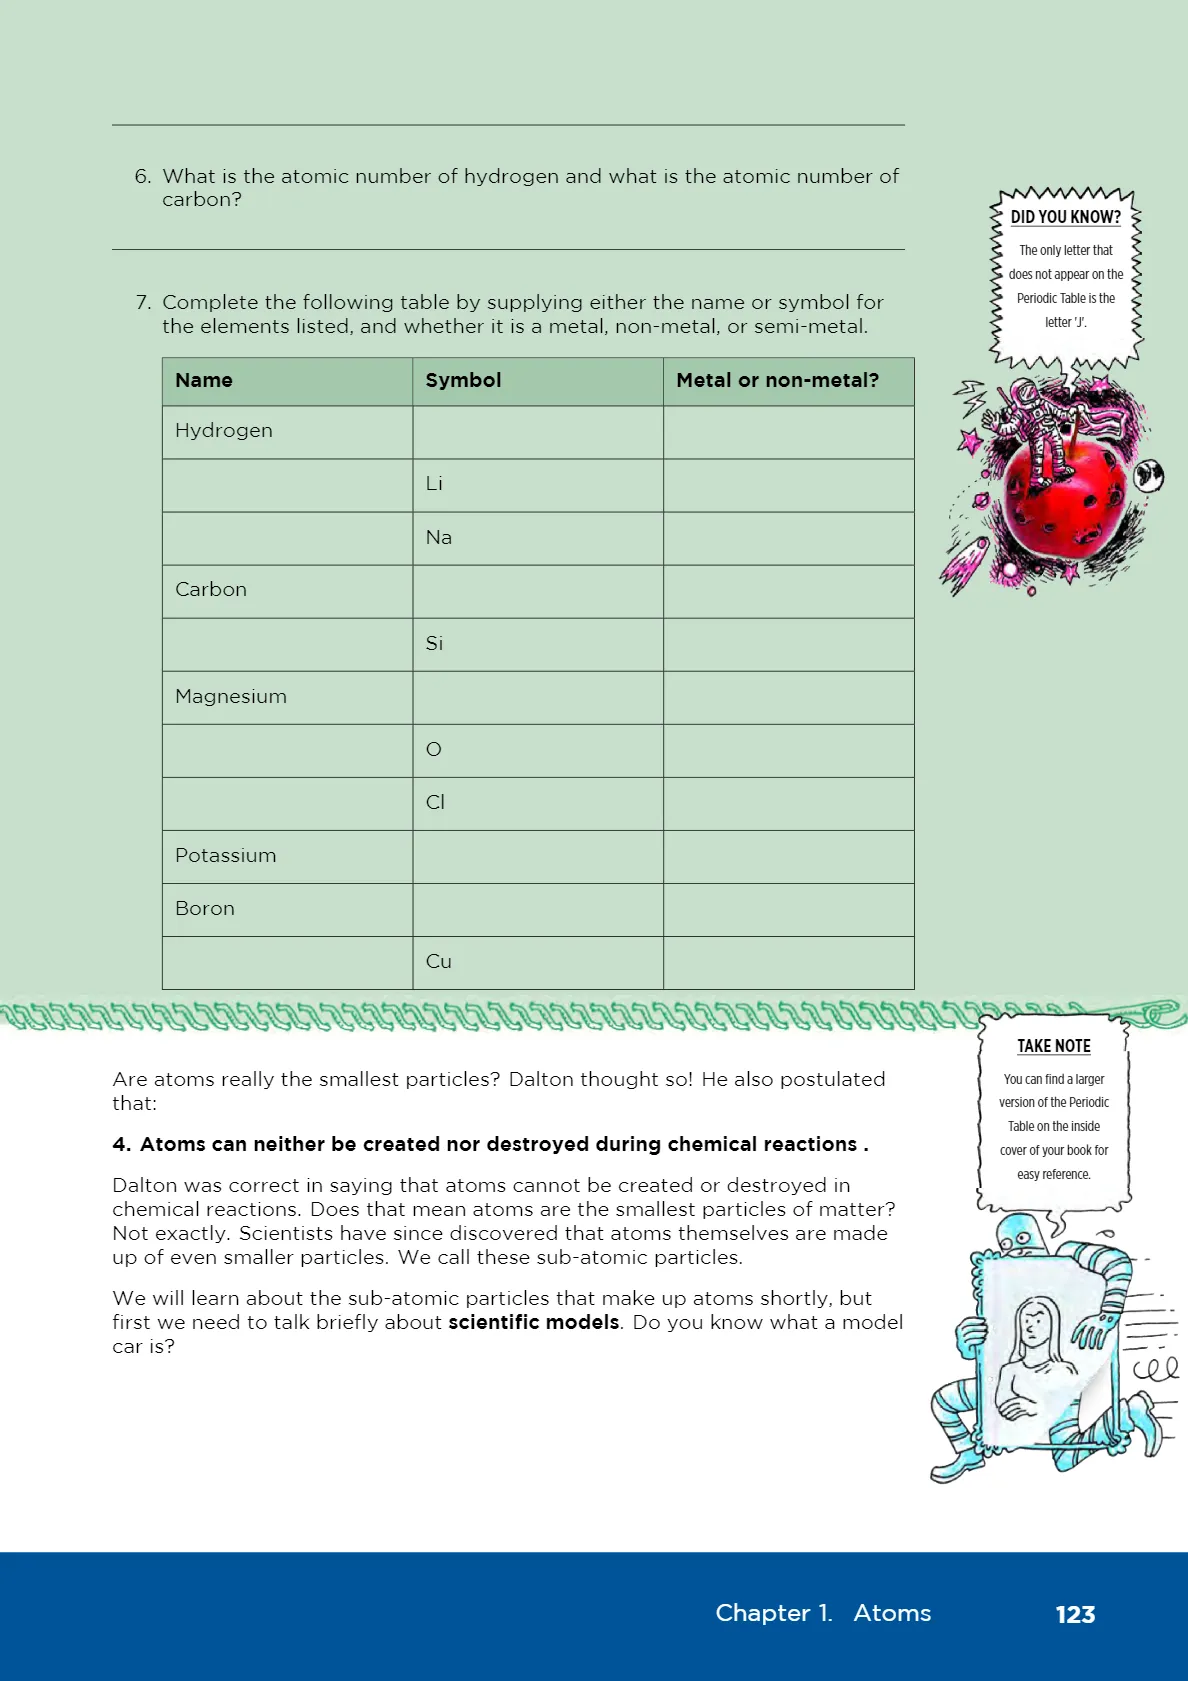 6. What is the atomic number of hydrogen and what is the atomic number of
carbon?
7. Complete the following table by supplying either the name or symbol for
the elements listed, and whether it is a metal, non-metal, or semi-metal.
Name Symbol Metal or non-metal?
Hydrogen
Li
Na
Carbon
Si
Magnesium
O
Cl
Potassium
Boron
Cu
DID YOU KNOW?
The only letter that
does not appear on the
Periodic Table is the
letter 'J'.
Are atoms really the smallest particles? Dalton thought so! He also postulated
that:
4. Atoms can neither be created nor destroyed during chemical reactions .
Dalton was correct in saying that atoms cannot be created or destroyed in
chemical reactions. Does that mean atoms are the smallest particles of matter?
Not exactly. Scientists have since discovered that atoms themselves are made
up of even smaller particles. We call these sub-atomic particles.
We will learn about the sub-atomic particles that make up atoms shortly, but
first we need to talk briefly about scientific models. Do you know what a model
car is?
TAKE NOTE
You can find a larger
version of the Periodic
Table on the inside
cover of your book for
easy reference.
Chapter 1. Atoms 123